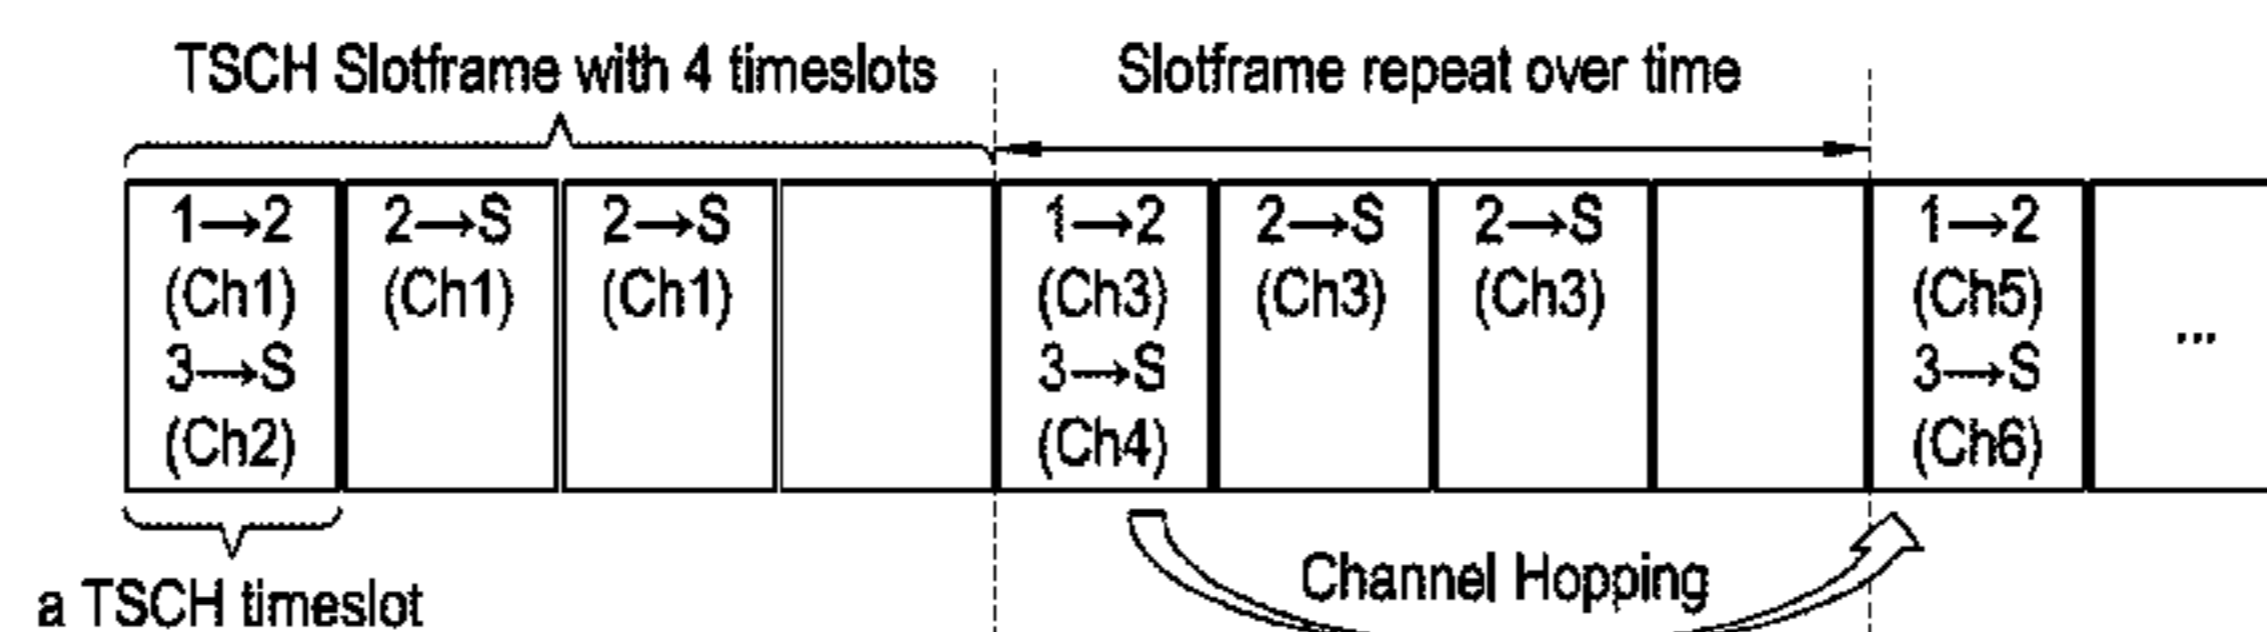 TSCH Slotframe with 4 timeslots
Slotframe repeat over time
1→2
(Ch1)
3→S
(Ch2)
2→S
(Ch1)
2→S
(Ch1)
1→2
(Ch3)
3→S
(Ch4)
2→S
(Ch3)
2→S
(Ch3)
1→2
(Ch5)
3→S
(Ch6)
...
a TSCH timeslot
Channel Hopping